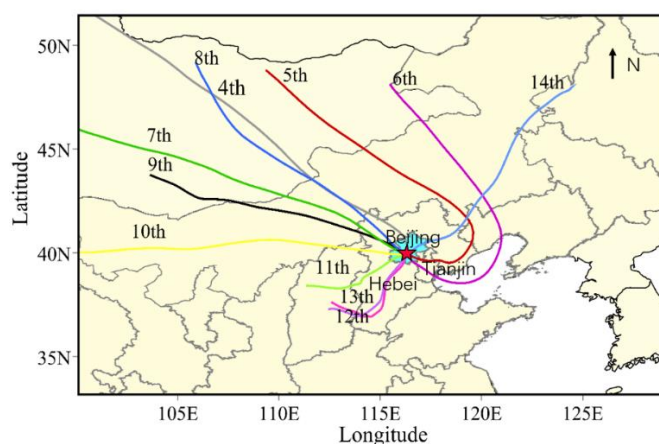 50N
N
8th
4th
5th
6th
14th
7th
45N
9th
10th
Beijing
40N
11th
Tianjin
Hebei
13th
12th
35N
Latitude
105E 110E 115E 120E 125E
Longitude